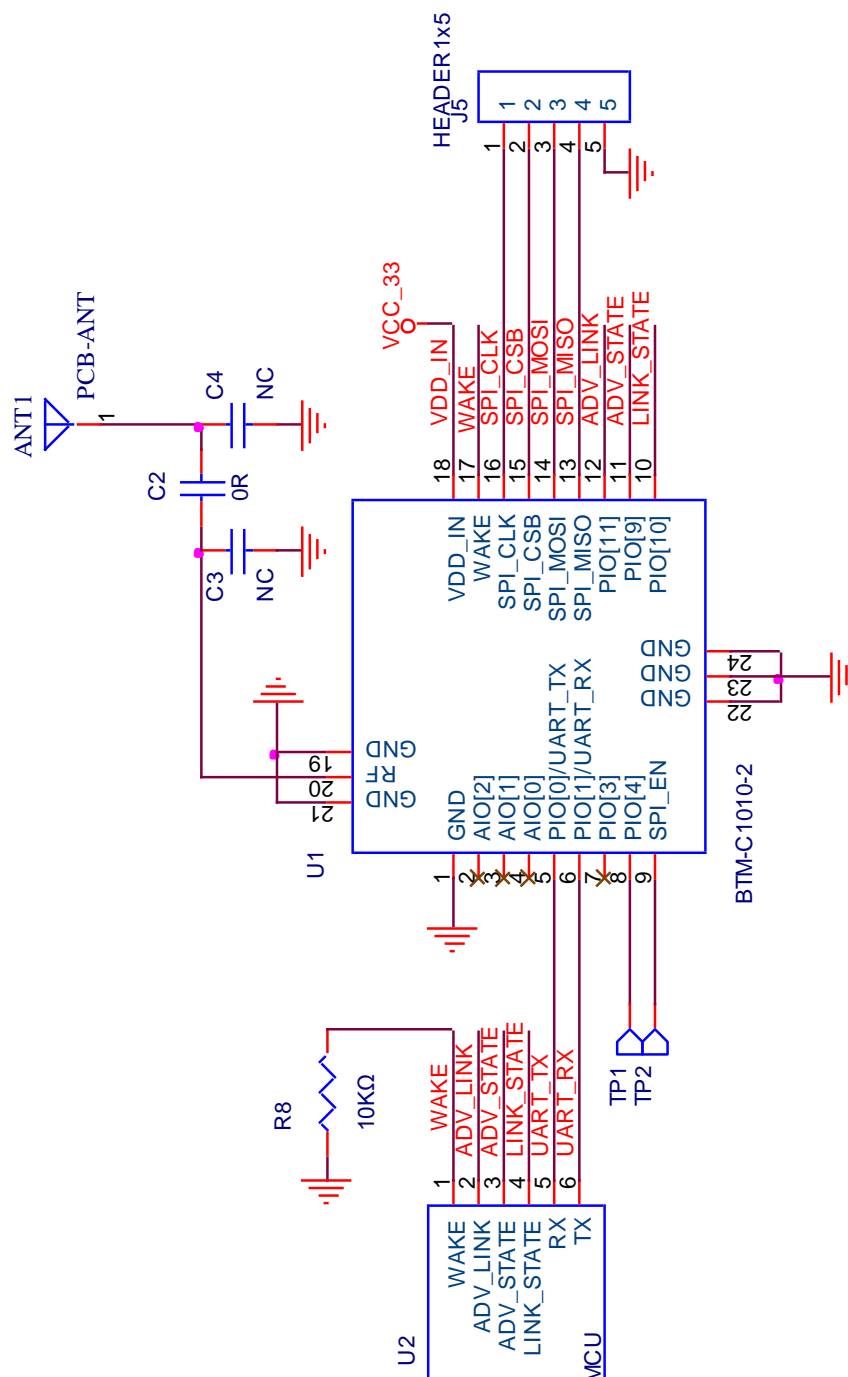 HEADER1x5
J5
1
2
3
4
5
1
2
3
4
5
ANT1
PCB-ANT
1
C4
NC
C2
0R
C3
NC
VCC_33
VDD_IN
WAKE
SPI_CLK
SPI_CSB
SPI_MOSI
SPI_MISO
ADV_LINK
ADV_STATE
LINK_STATE
18
17
16
15
14
13
12
11
10
VDD_IN
WAKE
SPI_CLK
SPI_CSB
SPI_MOSI
SPI_MISO
PIO[11]
PIO[9]
PIO[10]
GND
GND
GND
24
23
22
GND
RF
GND
19
20
21
GND
AIO[2]
AIO[1]
AIO[0]
PIO[0]/UART_TX
PIO[1]/UART_RX
PIO[3]
PIO[4]
SPI_EN
U1
BTM-C1010-2
1
2
3
4
5
6
7
8
9
TP1
TP2
R8
10KΩ
WAKE
ADV_LINK
ADV_STATE
LINK_STATE
UART_TX
UART_RX
1
2
3
4
5
6
WAKE
ADV_LINK
ADV_STATE
LINK_STATE
RX
TX
U2
MCU